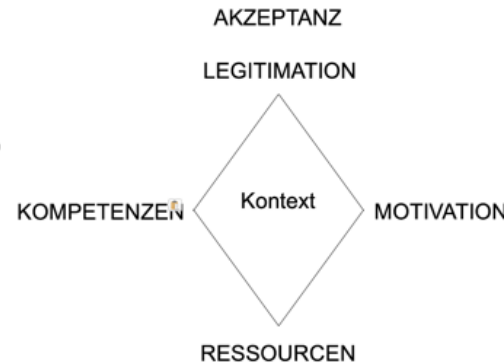 AKZEPTANZ
LEGITIMATION
KOMPETENZEN
Kontext
MOTIVATION
RESSOURCEN